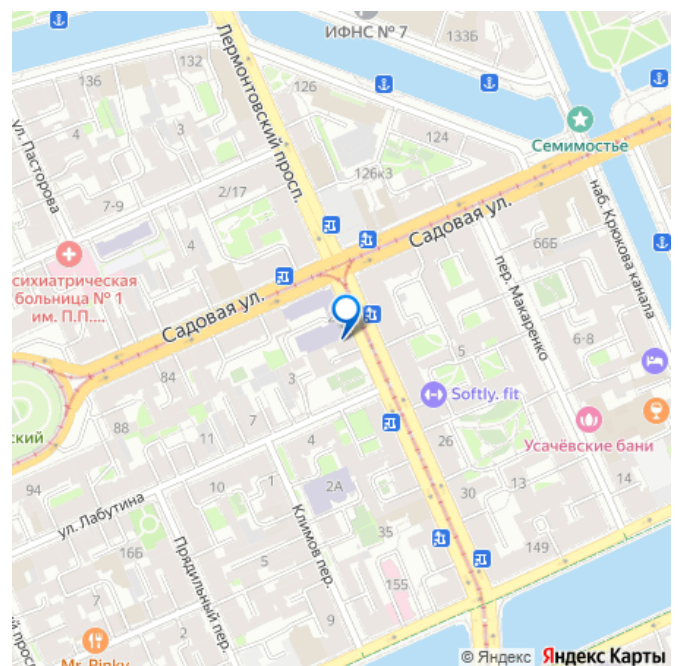 ИФНС № 7
133Б
136
132
126
Лермонтовский просп.
ул. Пасторова
4
3
124
Семимостье
126к3
2/17
7-9
4
Садовая ул.
наб. Крюкова канала
66Б
пер. Макаренко
сихиатрическая
больница № 1
им. П.П....
Садовая ул.
6-8
5
3
84
Softly. fit
ский
88
7
11
4
26
Усачёвские бани
94
10
1
2А
30
13
14
ул. Лабутина
Климов пер.
35
149
16Б
Прядильный пер.
5
155
7
9
й просп
Mr. Pinky
© Яндекс Яндекс Карты